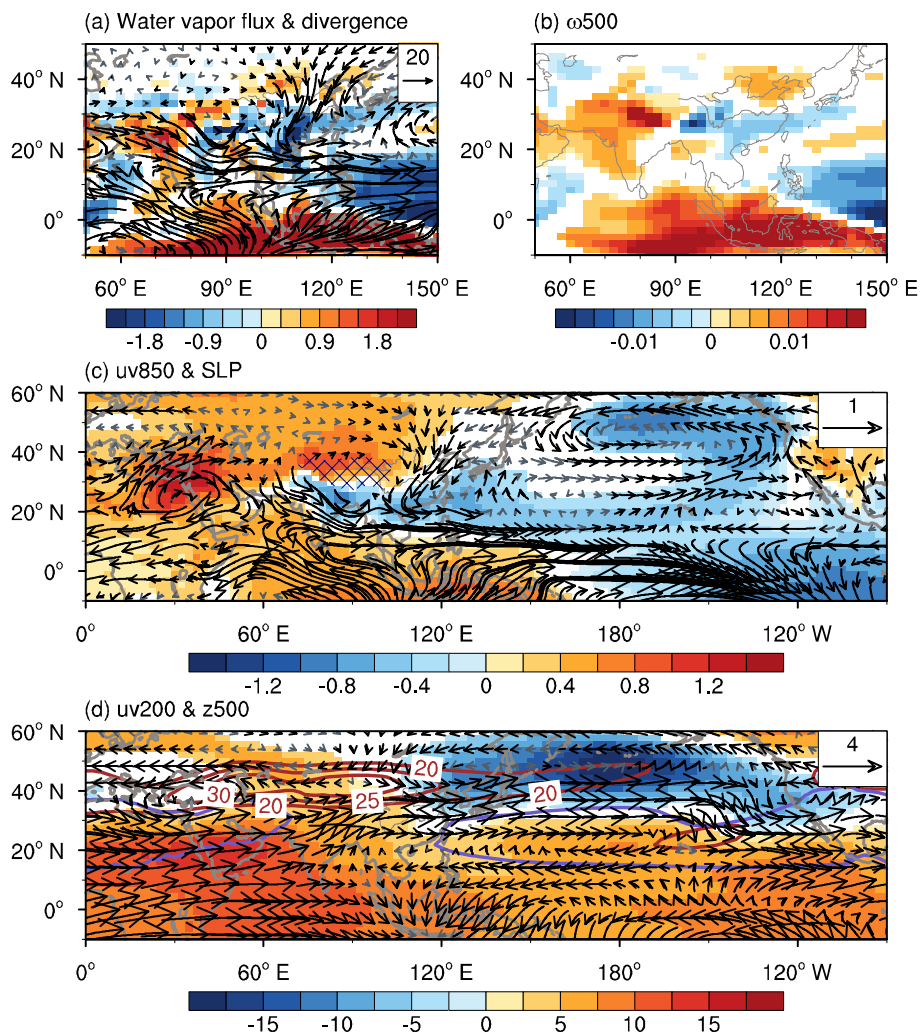 (a) Water vapor flux & divergence
(b) ω500
20
40° N
20° N
0°
60° E 90° E 120° E 150° E
-1.8 -0.9 0 0.9 1.8
40° N
20° N
0°
60° E 90° E 120° E 150° E
-0.01 0 0.01
(c) uv850 & SLP
60° N
40° N
20° N
0°
1
0° 60° E 120° E 180° 120° W
-1.2 -0.8 -0.4 0 0.4 0.8 1.2
(d) uv200 & z500
60° N
40° N
20° N
0°
4
20
30 20 25 20
0° 60° E 120° E 180° 120° W
-15 -10 -5 0 5 10 15